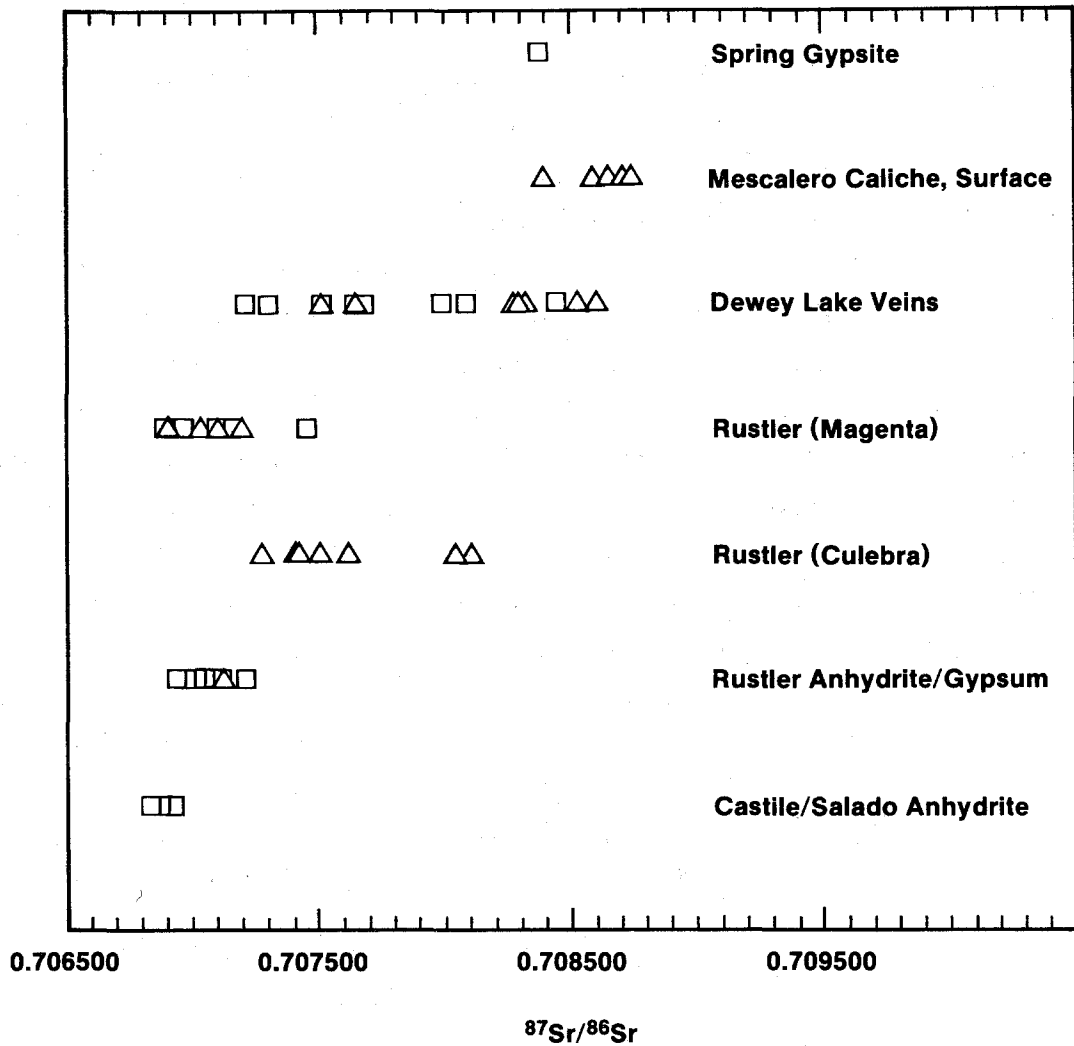 Spring Gypsite
Mescalero Caliche, Surface
Dewey Lake Veins
Rustler (Magenta)
Rustler (Culebra)
Rustler Anhydrite/Gypsum
Castile/Salado Anhydrite
0.706500 0.707500 0.708500 0.709500
⁸⁷Sr/⁸⁶Sr